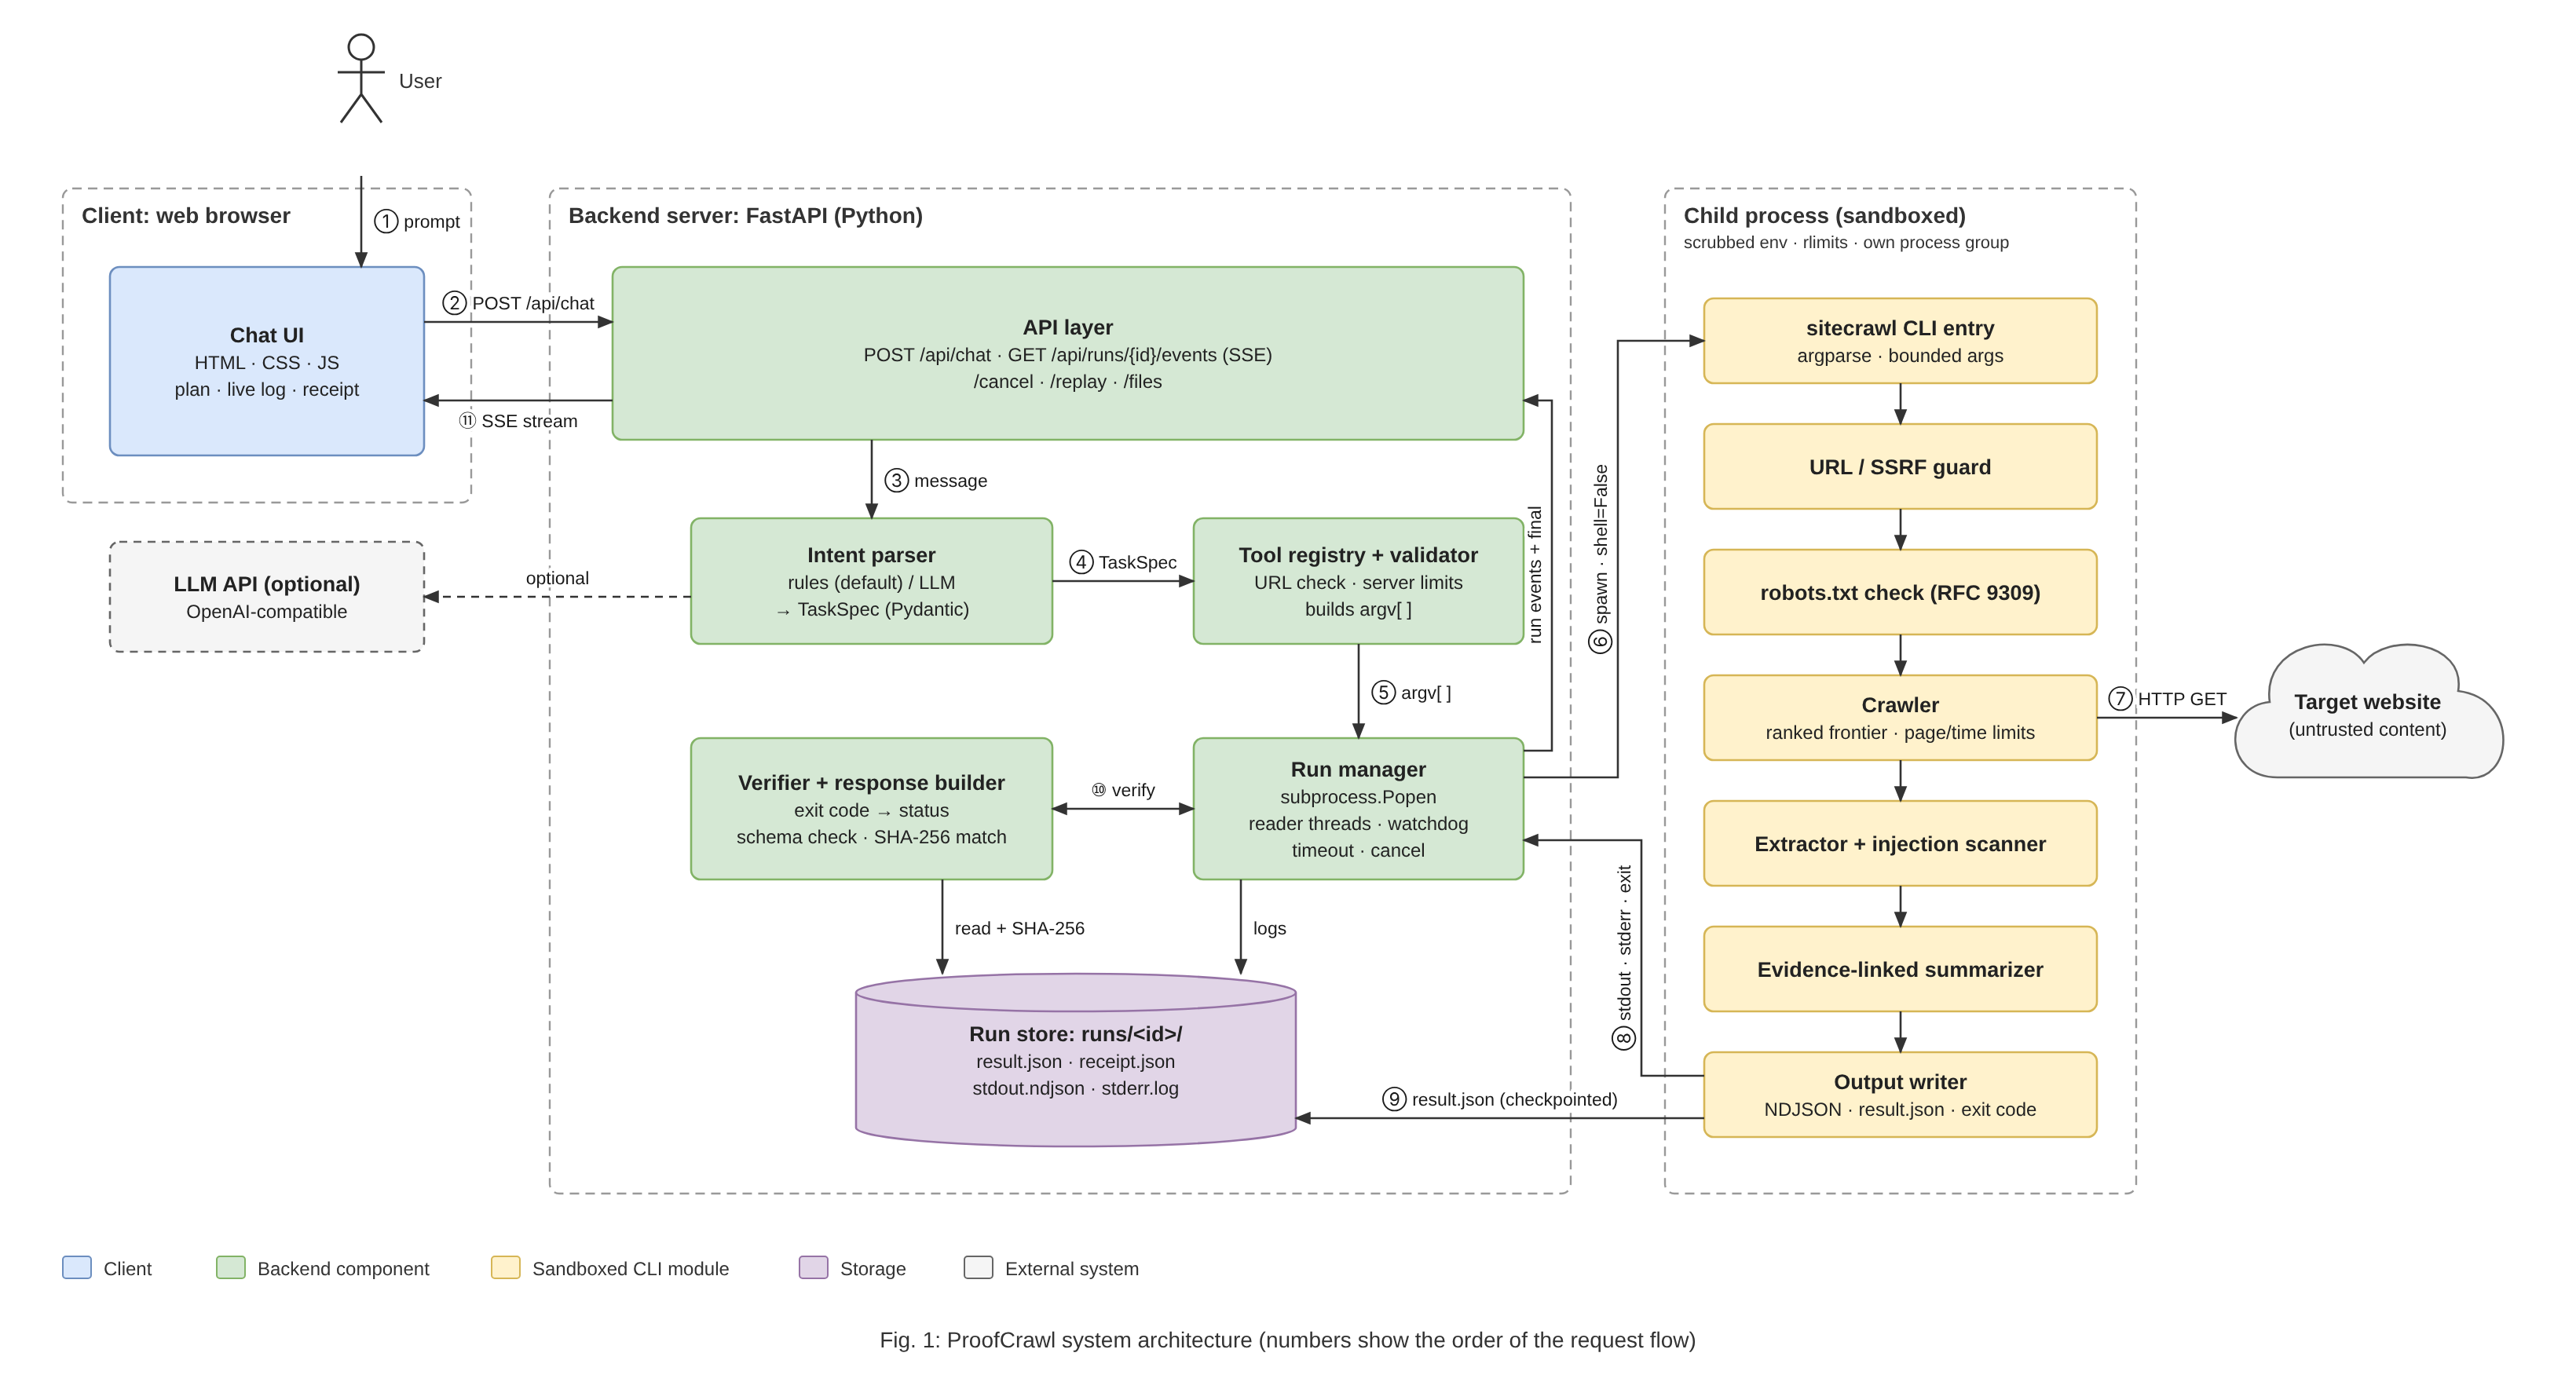 User
Client: web browser
① prompt
Chat UI
HTML · CSS · JS
plan · live log · receipt
② POST /api/chat
⑪ SSE stream
LLM API (optional)
OpenAI-compatible
optional
Backend server: FastAPI (Python)
API layer
POST /api/chat · GET /api/runs/{id}/events (SSE)
/cancel · /replay · /files
③ message
Intent parser
rules (default) / LLM
→ TaskSpec (Pydantic)
④ TaskSpec
Tool registry + validator
URL check · server limits
builds argv[ ]
run events + final
⑤ argv[ ]
Verifier + response builder
exit code → status
schema check · SHA-256 match
⑩ verify
Run manager
subprocess.Popen
reader threads · watchdog
timeout · cancel
read + SHA-256
logs
Run store: runs/<id>/
result.json · receipt.json
stdout.ndjson · stderr.log
⑥ spawn · shell=False
⑧ stdout · stderr · exit
⑨ result.json (checkpointed)
Child process (sandboxed)
scrubbed env · rlimits · own process group
sitecrawl CLI entry
argparse · bounded args
URL / SSRF guard
robots.txt check (RFC 9309)
Crawler
ranked frontier · page/time limits
⑦ HTTP GET
Target website
(untrusted content)
Extractor + injection scanner
Evidence-linked summarizer
Output writer
NDJSON · result.json · exit code
Client
Backend component
Sandboxed CLI module
Storage
External system
Fig. 1: ProofCrawl system architecture (numbers show the order of the request flow)